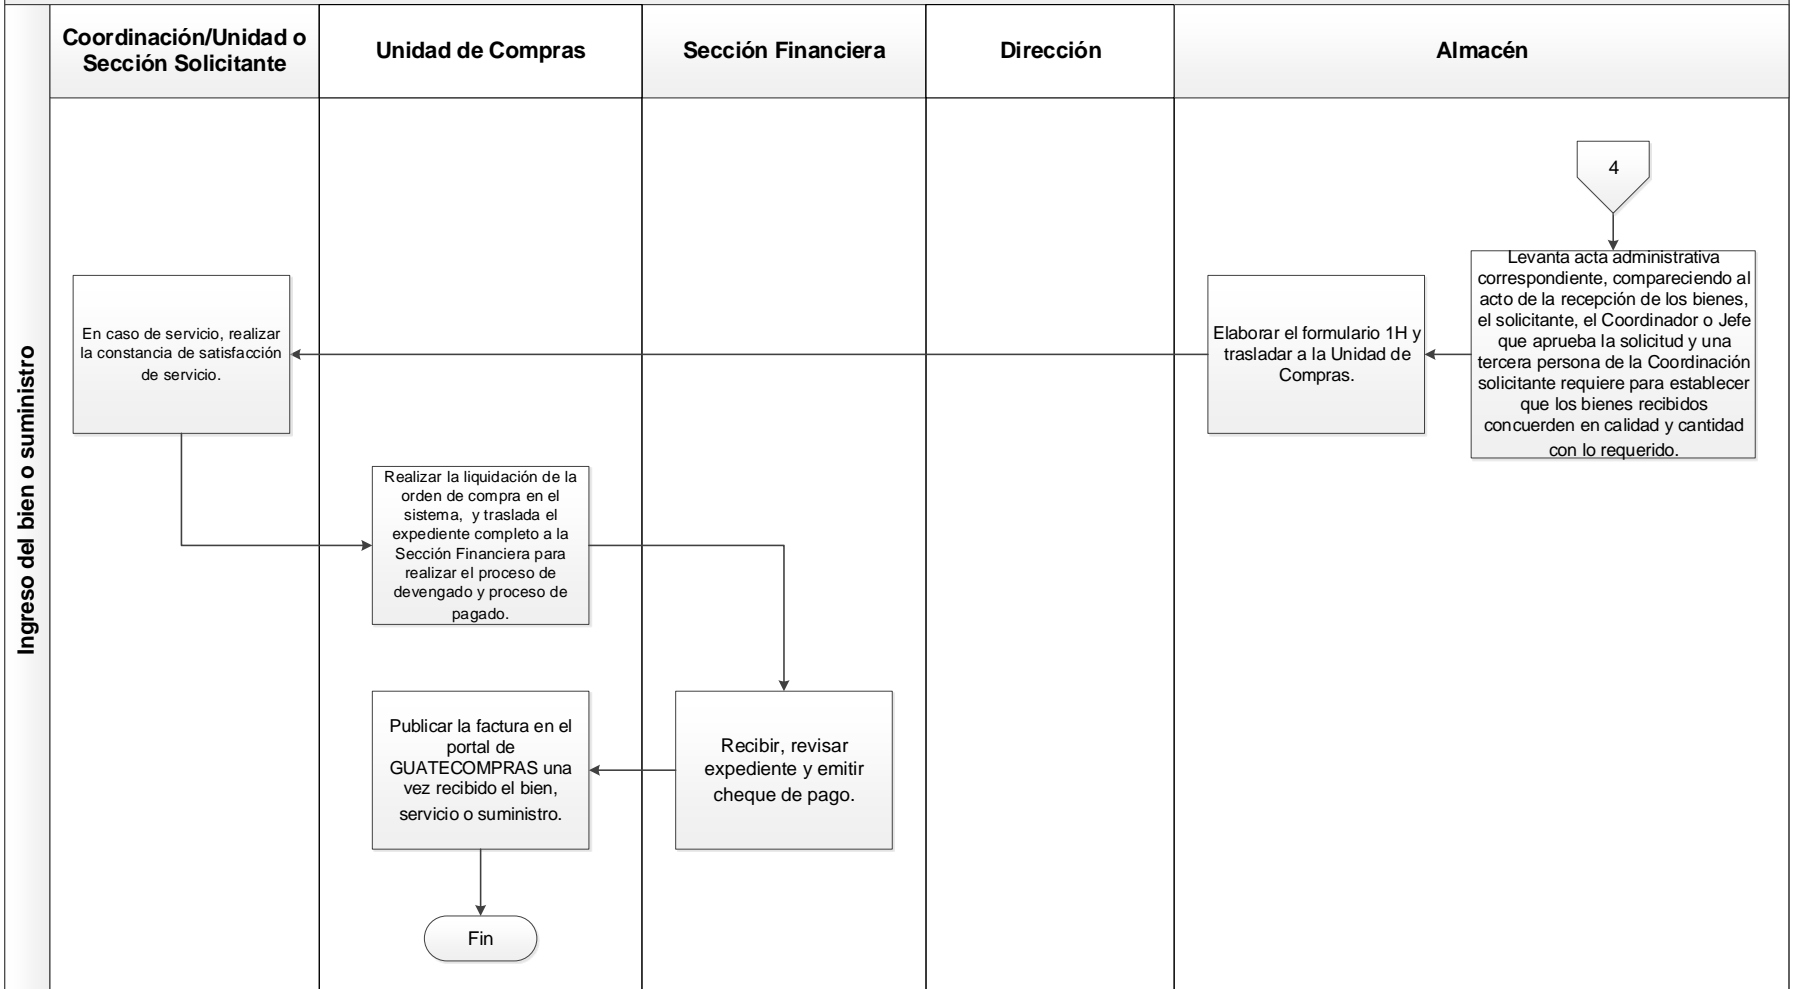 Coordinación/Unidad o
Sección Solicitante
Unidad de Compras
Sección Financiera
Dirección
Almacén
Ingreso del bien o suministro
4
Levanta acta administrativa
correspondiente, compareciendo al
acto de la recepción de los bienes,
el solicitante, el Coordinador o Jefe
que aprueba la solicitud y una
tercera persona de la Coordinación
solicitante requiere para establecer
que los bienes recibidos
concuerden en calidad y cantidad
con lo requerido.
Elaborar el formulario 1H y
trasladar a la Unidad de
Compras.
En caso de servicio, realizar
la constancia de satisfacción
de servicio.
Realizar la liquidación de la
orden de compra en el
sistema, y traslada el
expediente completo a la
Sección Financiera para
realizar el proceso de
devengado y proceso de
pagado.
Recibir, revisar
expediente y emitir
cheque de pago.
Publicar la factura en el
portal de
GUATECOMPRAS una
vez recibido el bien,
servicio o suministro.
Fin